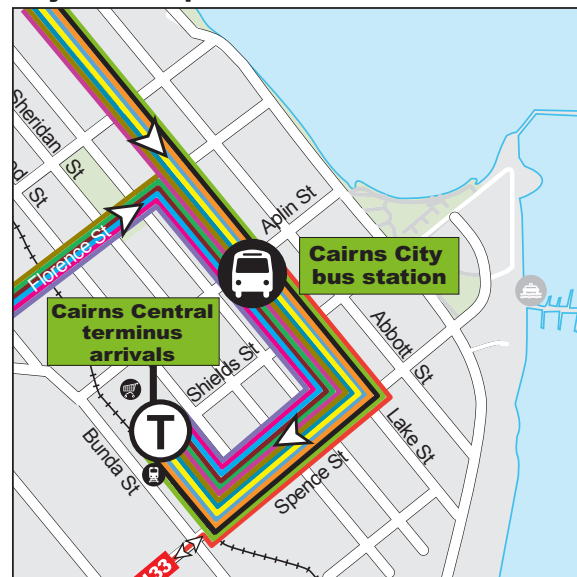 Sheridan St
St
Aplin St
Florence St
Cairns City
bus station
Cairns Central
terminus
arrivals
Abbott St
Shields St
T
Lake St
Bunda St
Spence St
133